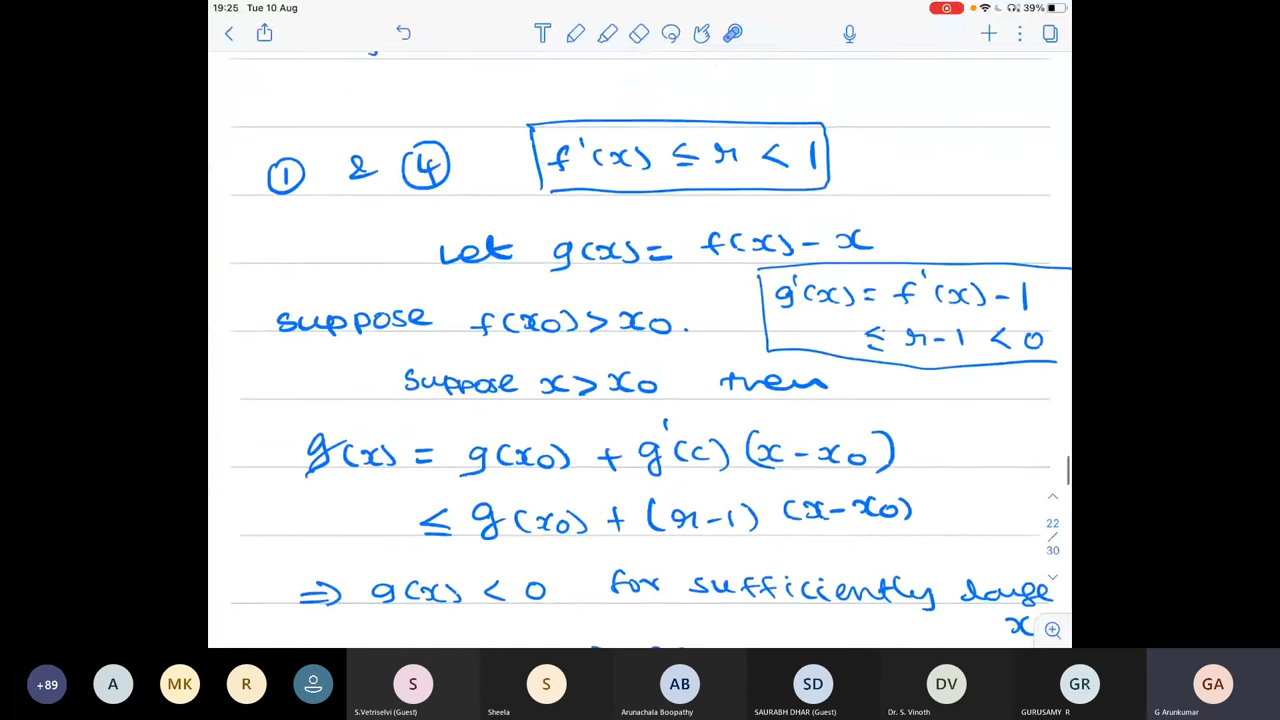 19:25 Tue 10 Aug
39%
① & ④ f'(x) ≤ r < 1
Let g(x) = f(x) - x
g'(x) = f'(x) - 1
≤ r-1 < 0
suppose f(x0) > x0.
suppose x > x0 then
g(x) = g(x0) + g'(c) (x - x0)
≤ g(x0) + (r-1) (x - x0)
⇒ g(x) < 0 for sufficiently large
x
22
/
30
+89 A MK R S S AB SD DV GR GA
S.Vetriselvi (Guest) Sheela Arunachala Boopathy SAURABH DHAR (Guest) Dr. S. Vinoth GURUSAMY R G Arunkumar